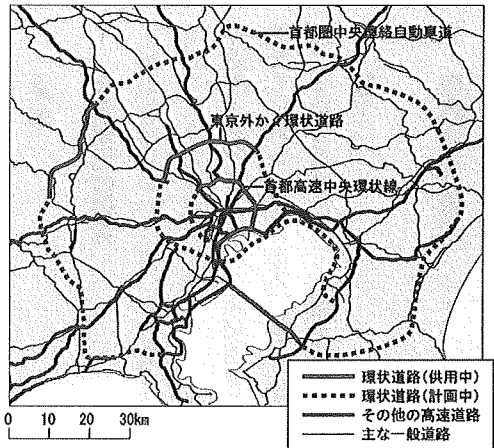 首都圏中央連絡自動車道
東京外かく環状道路
首都高速中央環状線
環状道路(供用中)
環状道路(計画中)
その他の高速道路
主な一般道路
0 10 20 30km